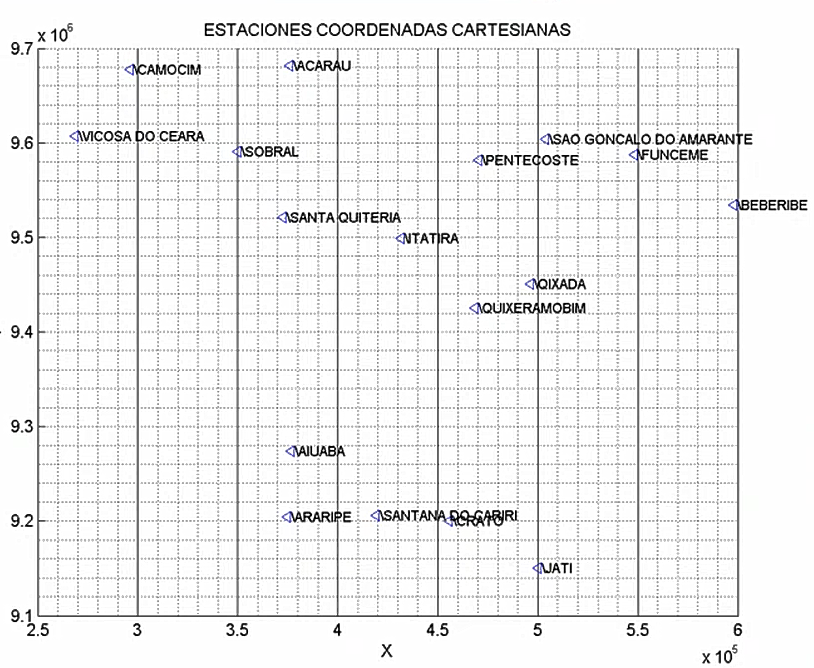 ESTACIONES COORDENADAS CARTESIANAS
x 10^6
9.7
CAMOCIM
ACARAU
VICOSA DO CEARA
SAO GONCALO DO AMARANTE
9.6
SOBRAL
PENTECOSTE
FUNCEME
BEBERIBE
SANTA QUITERIA
9.5
ITATIRA
QIXADA
QUIXERAMOBIM
9.4
9.3
AIUABA
ARARIPE
SANTANA DO CARIRI
CRATO
9.2
JATI
9.1
2.5 3 3.5 4 4.5 5 5.5 6
X
x 10^5